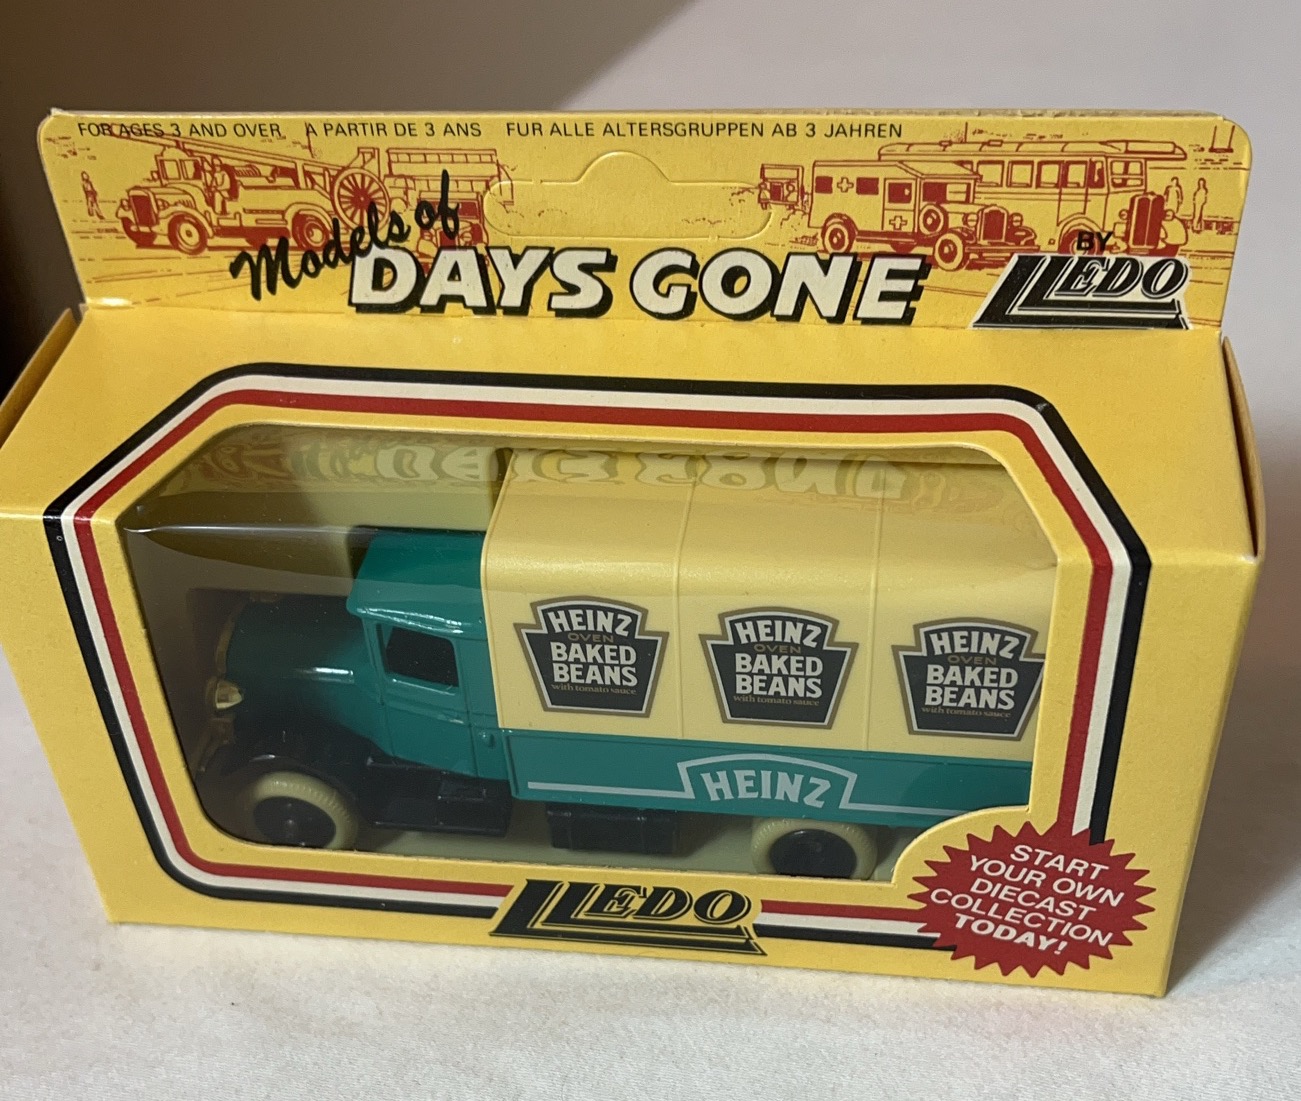 FOR AGES 3 AND OVER   A PARTIR DE 3 ANS   FUR ALLE ALTERSGRUPPEN AB 3 JAHREN
Models of
DAYS GONE
BY
LLEDO
HEINZ
OVEN
BAKED
BEANS
with tomato sauce
HEINZ
OVEN
BAKED
BEANS
with tomato sauce
HEINZ
OVEN
BAKED
BEANS
with tomato sauce
HEINZ
LLEDO
START
YOUR OWN
DIECAST
COLLECTION
TODAY!